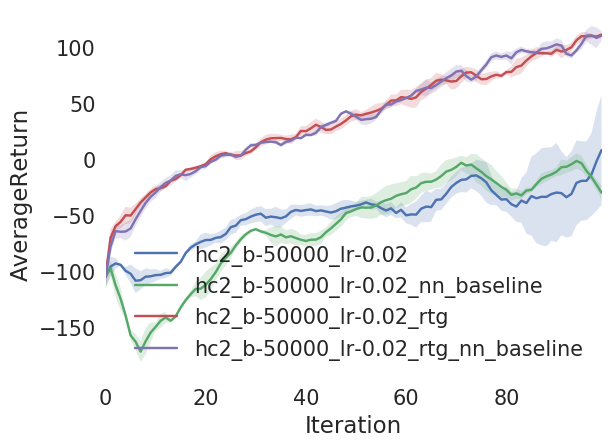 100
50
0
−50
−100
−150
AverageReturn
hc2_b-50000_lr-0.02
hc2_b-50000_lr-0.02_nn_baseline
hc2_b-50000_lr-0.02_rtg
hc2_b-50000_lr-0.02_rtg_nn_baseline
0 20 40 60 80
Iteration